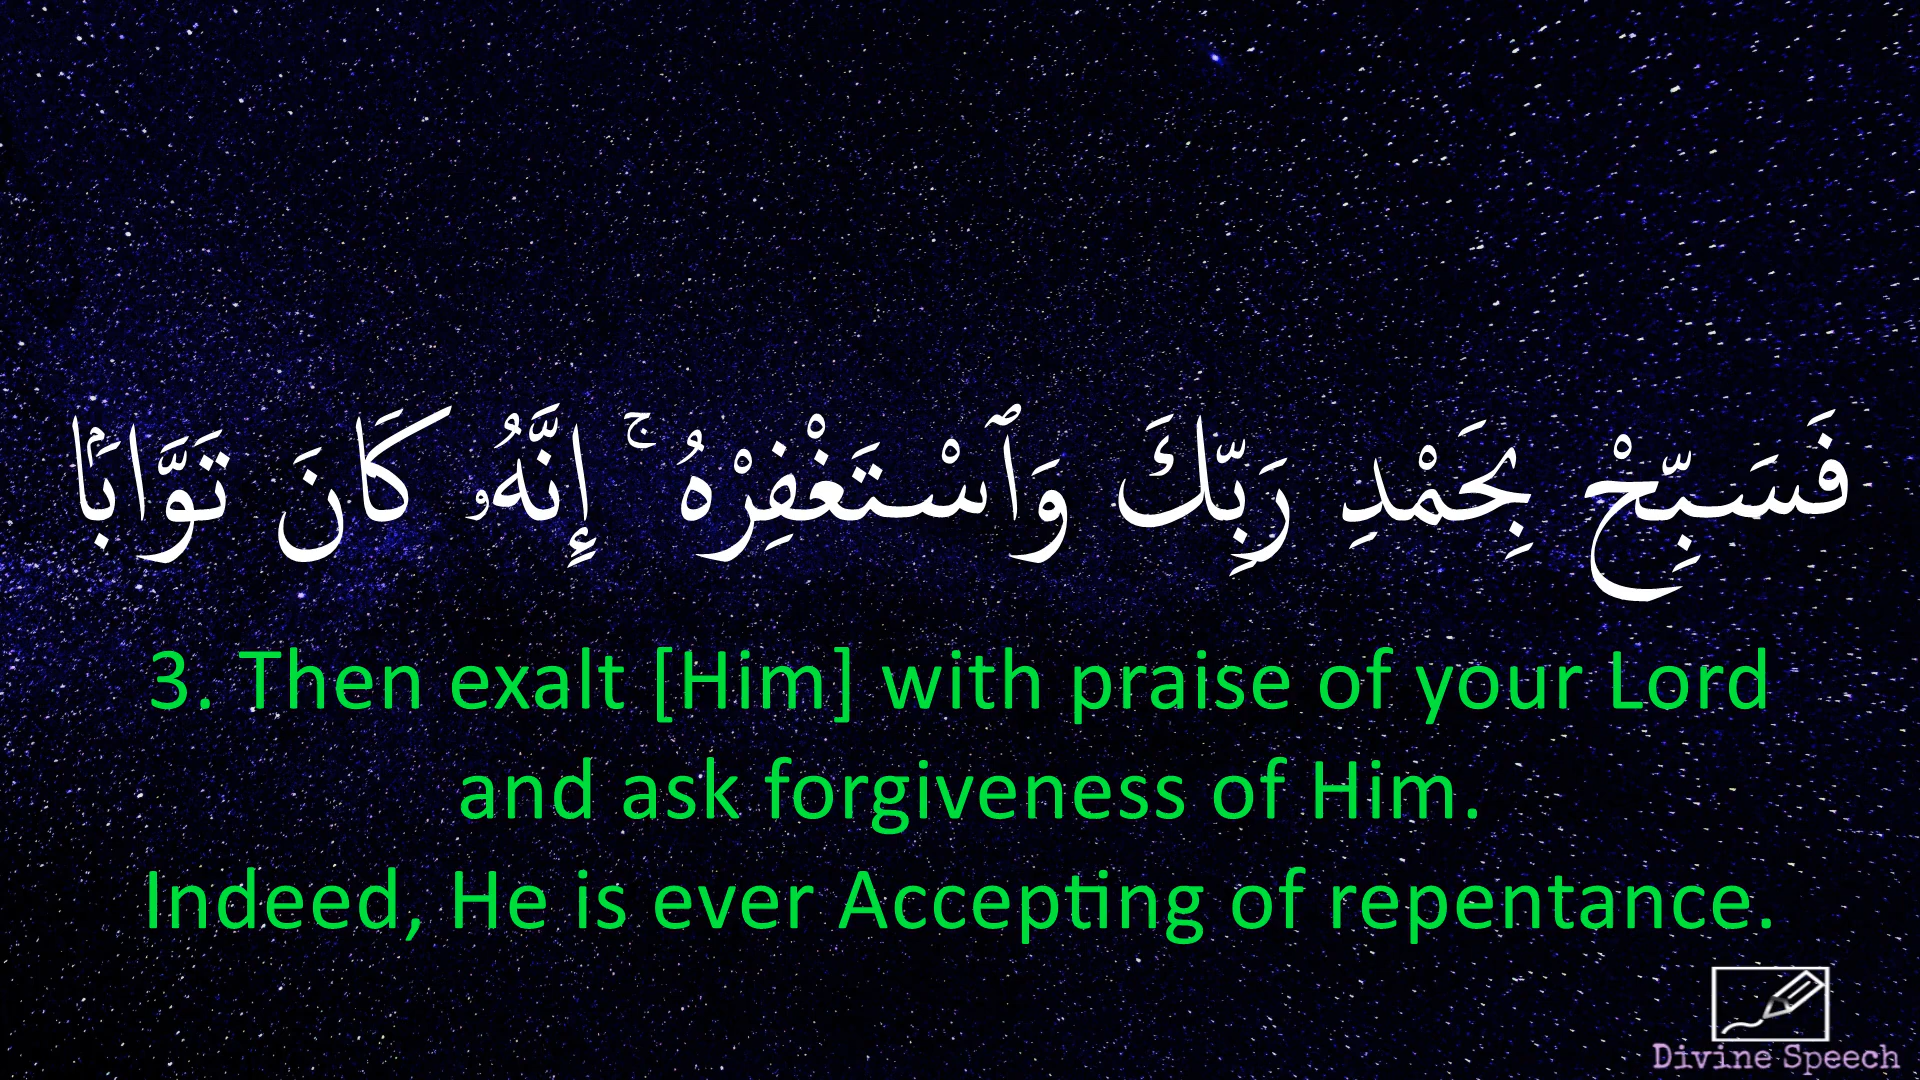 فَسَبِّحْ بِحَمْدِ رَبِّكَ وَٱسْتَغْفِرْهُ ۚ إِنَّهُۥ كَانَ تَوَّابَۢا
3. Then exalt [Him] with praise of your Lord
and ask forgiveness of Him.
Indeed, He is ever Accepting of repentance.
Divine Speech